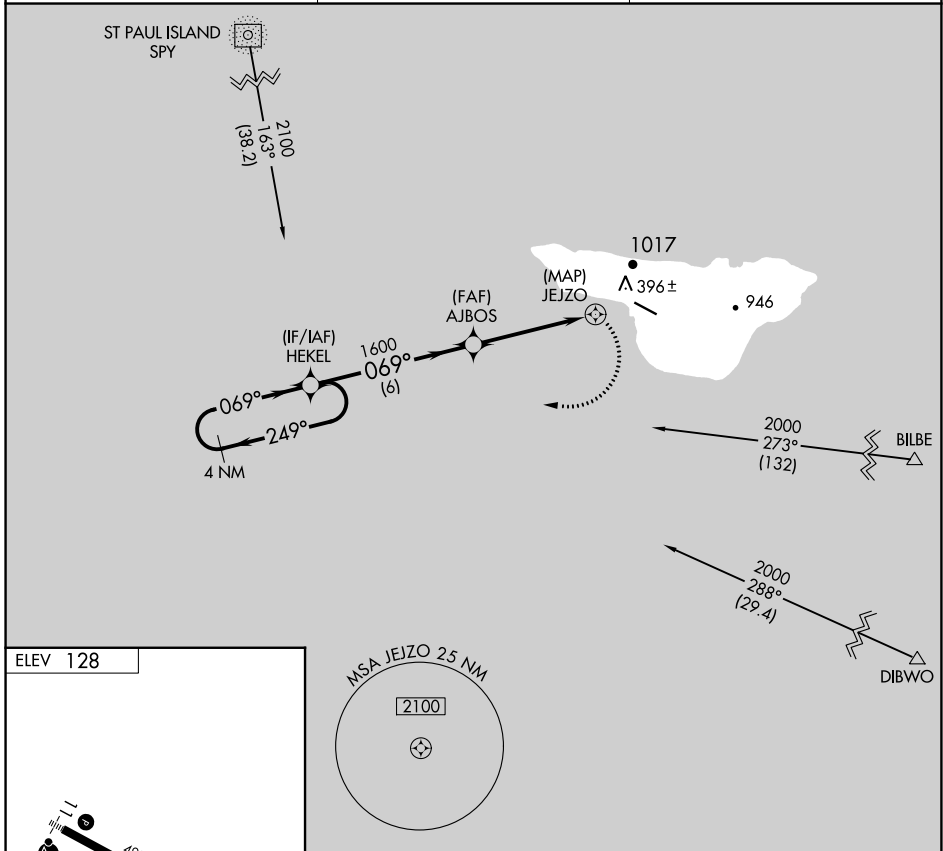 ST PAUL ISLAND
SPY
2100
163°
(38.2)
1017
396±
946
(MAP)
JEJZO
(FAF)
AJBOS
(IF/IAF)
HEKEL
1600
069°
(6)
069°
249°
4 NM
2000
273°
(132)
BILBE
2000
288°
(29.4)
DIBWO
ELEV 128
MSA JEJZO 25 NM
2100
11
P